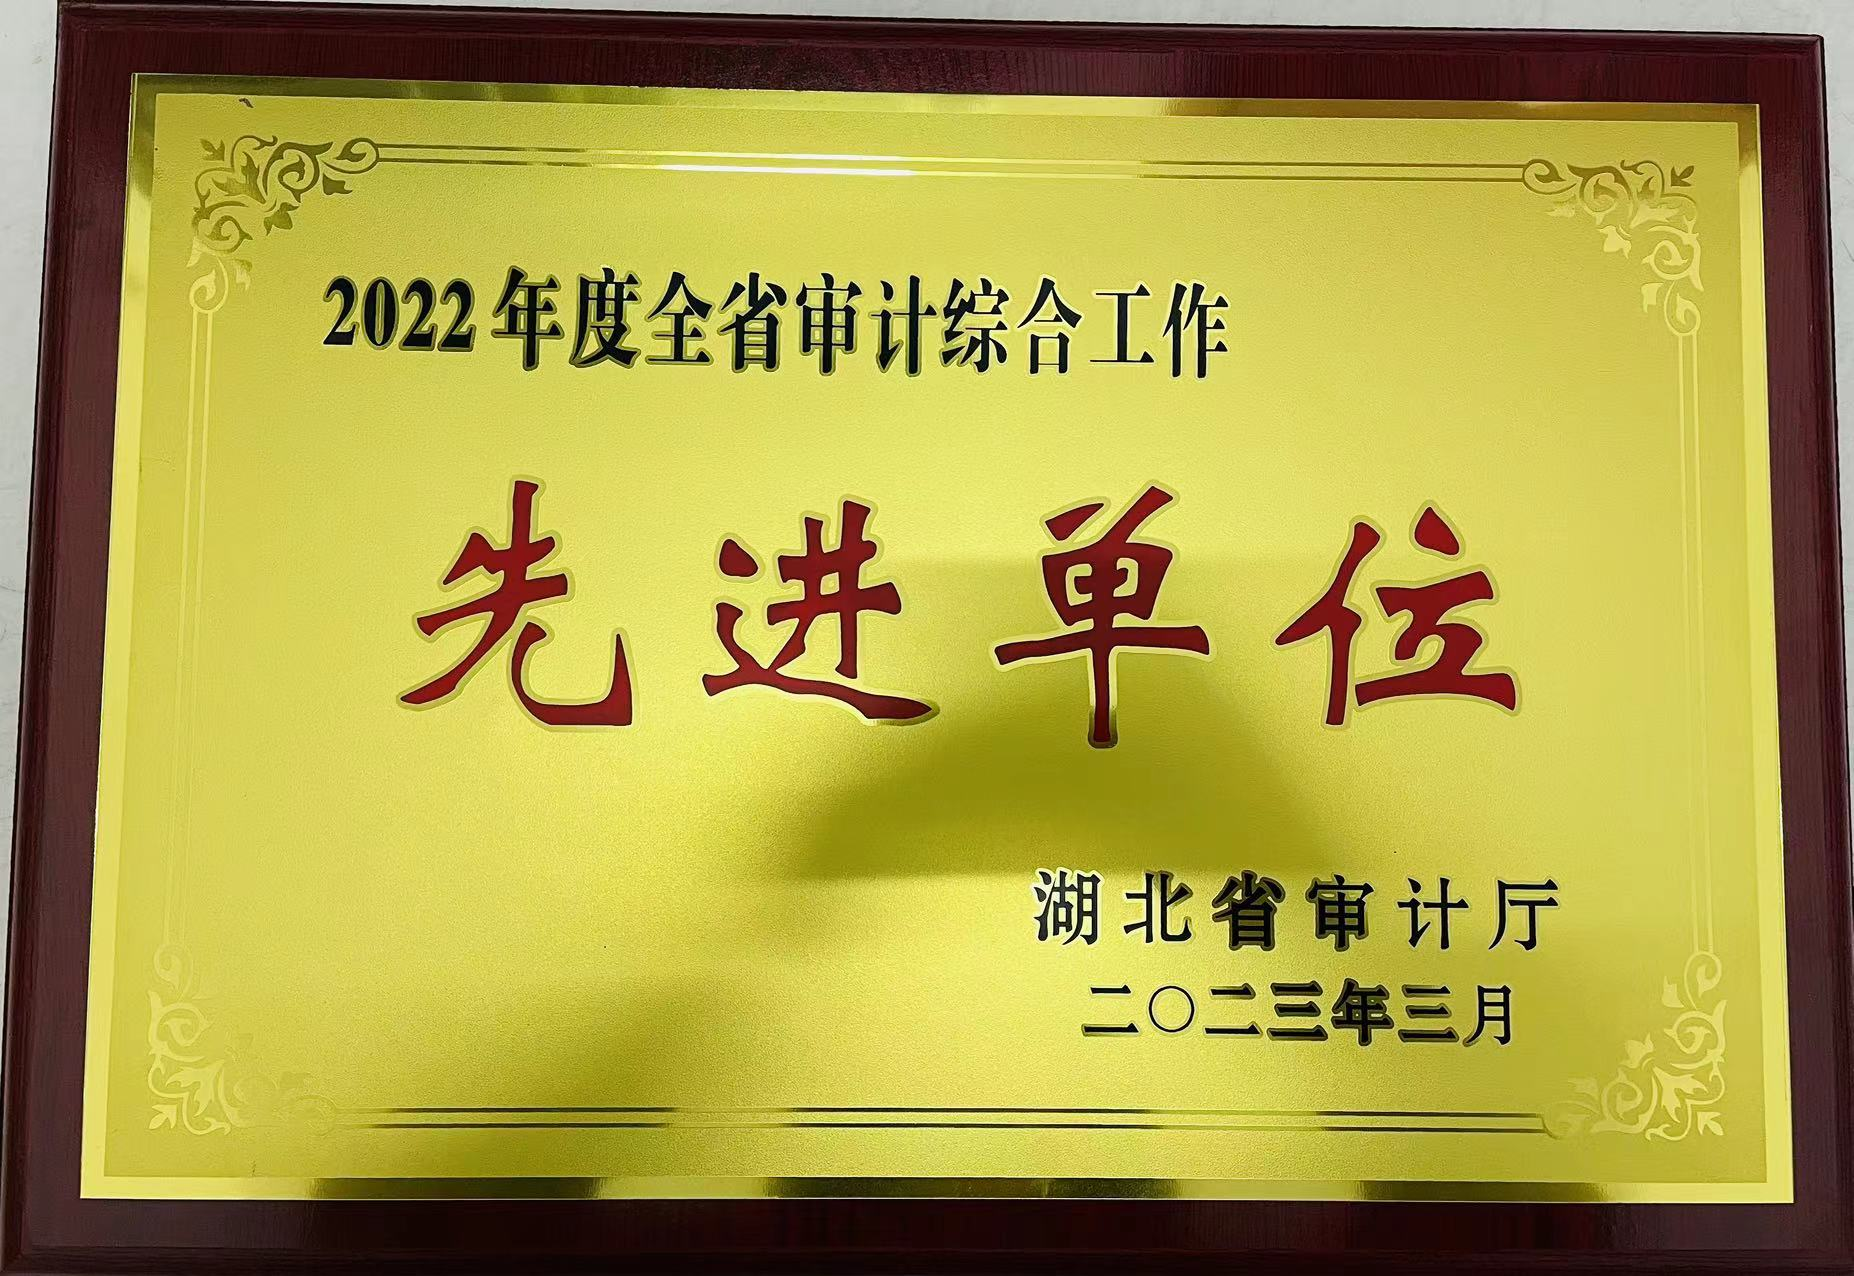 2022年度全省审计综合工作
先进单位
湖北省审计厅
二〇二三年三月